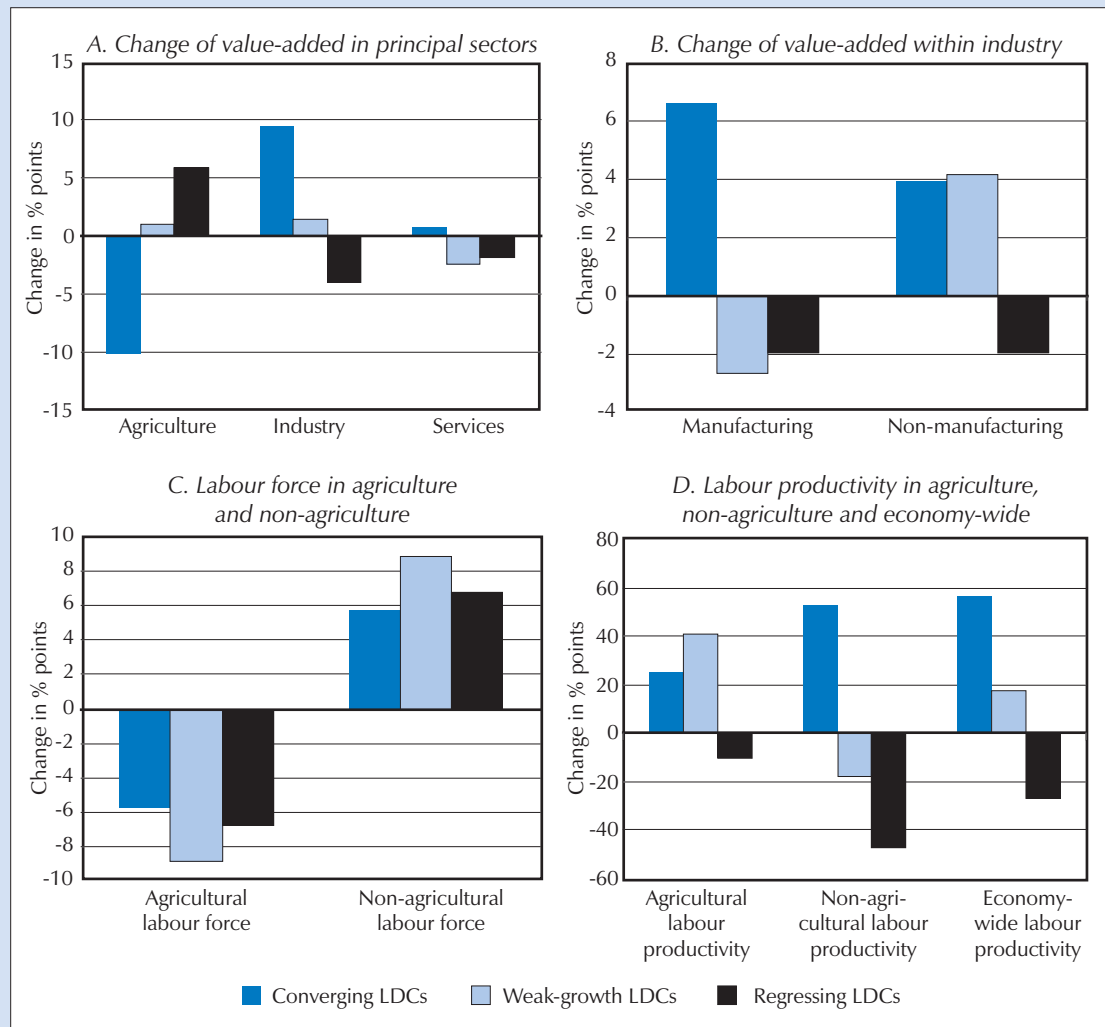 A. Change of value-added in principal sectors
Change in % points
15
10
5
0
-5
-10
-15
Agriculture Industry Services
B. Change of value-added within industry
Change in % points
8
6
4
2
0
-2
-4
Manufacturing Non-manufacturing
C. Labour force in agriculture
and non-agriculture
Change in % points
10
8
6
4
2
0
-2
-4
-6
-8
-10
Agricultural
labour force
Non-agricultural
labour force
D. Labour productivity in agriculture,
non-agriculture and economy-wide
Change in % points
80
60
40
20
0
-20
-40
-60
Agricultural
labour
productivity
Non-agri-
cultural labour
productivity
Economy-
wide labour
productivity
Converging LDCs Weak-growth LDCs Regressing LDCs